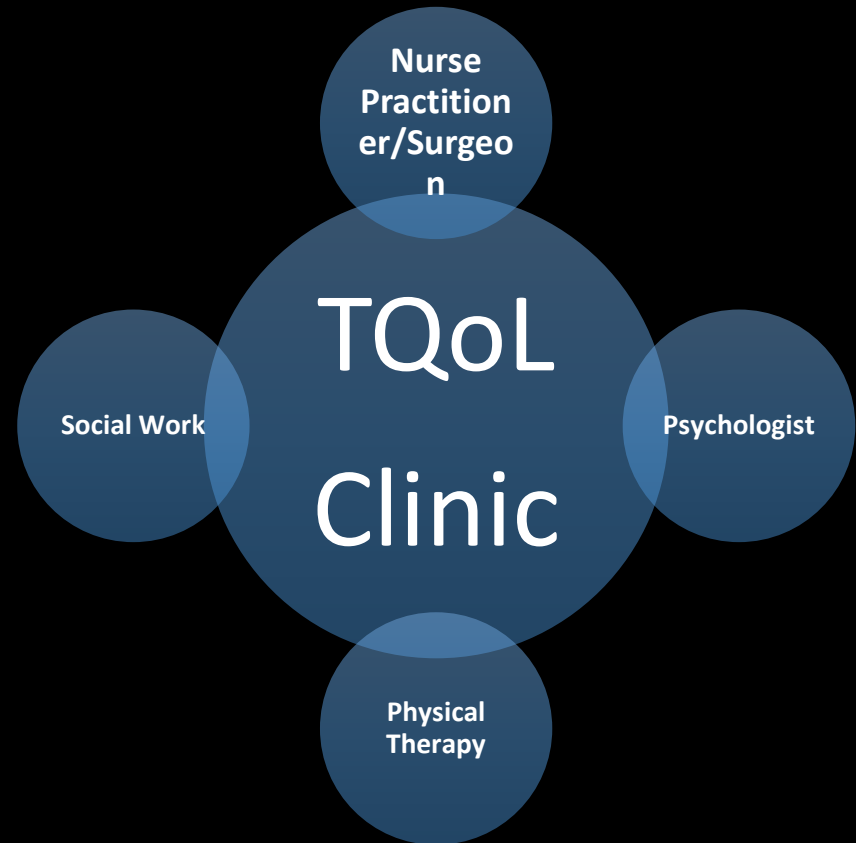 Nurse
Practition
er/Surgeo
n
TQoL
Clinic
Social Work
Psychologist
Physical
Therapy